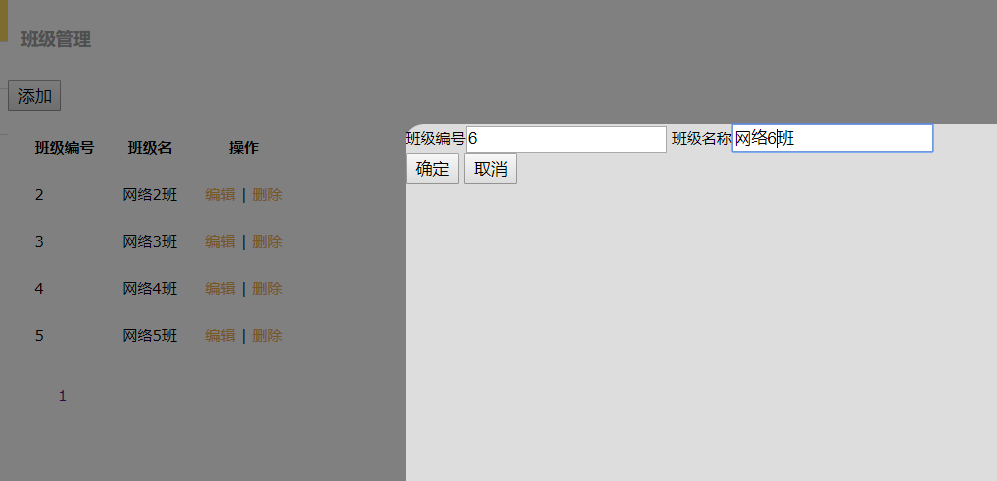 班级管理
添加
班级编号 班级名 操作
2 网络2班 编辑 | 删除
3 网络3班 编辑 | 删除
4 网络4班 编辑 | 删除
5 网络5班 编辑 | 删除
1
班级编号6 班级名称网络6班
确定 取消